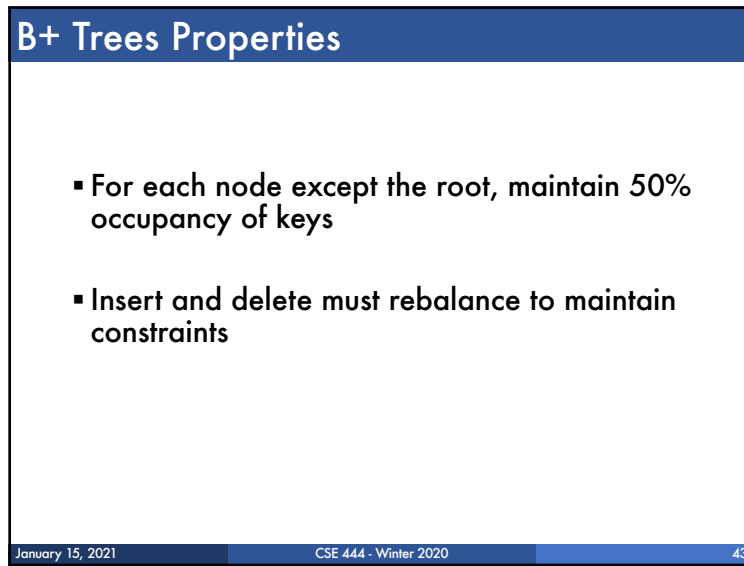 B+ Trees Properties
▪ For each node except the root, maintain 50%
occupancy of keys
▪ Insert and delete must rebalance to maintain
constraints
January 15, 2021 CSE 444 - Winter 2020 43